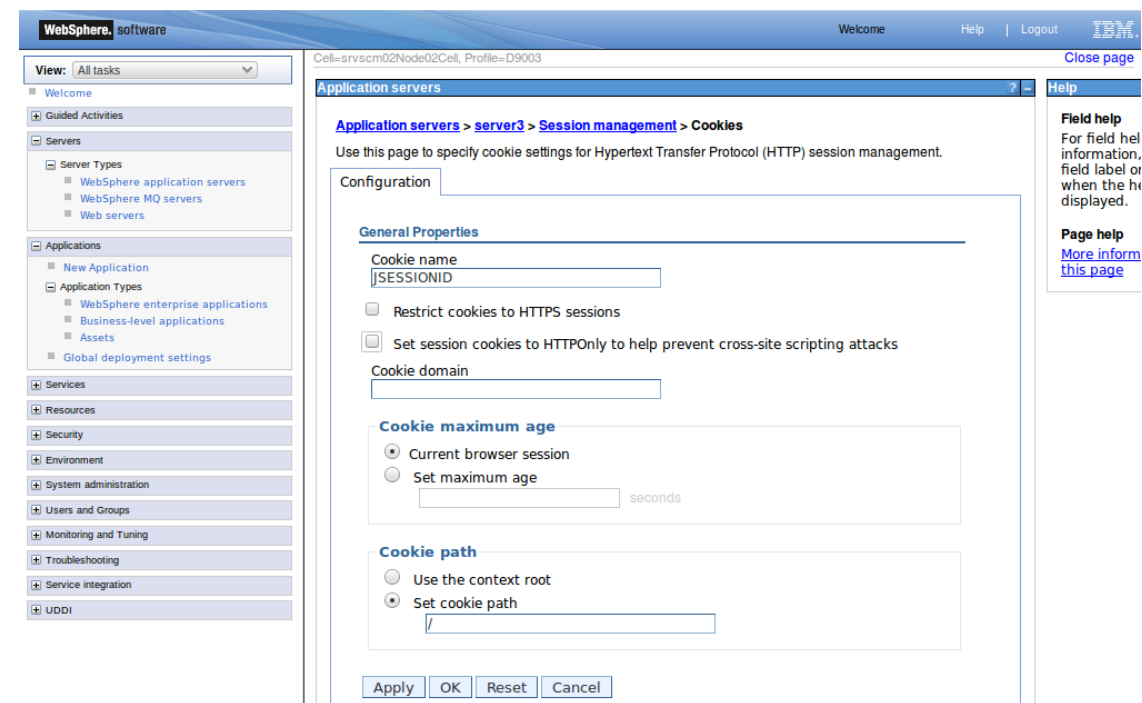 WebSphere. software
Welcome Help | Logout IBM.
View: All tasks
Welcome
Guided Activities
Servers
Server Types
WebSphere application servers
WebSphere MQ servers
Web servers
Applications
New Application
Application Types
WebSphere enterprise applications
Business-level applications
Assets
Global deployment settings
Services
Resources
Security
Environment
System administration
Users and Groups
Monitoring and Tuning
Troubleshooting
Service integration
UDDI
Cell=srvscm02Node02Cell, Profile=D9003
Close page
Application servers ? –
Application servers > server3 > Session management > Cookies
Use this page to specify cookie settings for Hypertext Transfer Protocol (HTTP) session management.
Configuration
General Properties
Cookie name
JSESSIONID
Restrict cookies to HTTPS sessions
Set session cookies to HTTPOnly to help prevent cross-site scripting attacks
Cookie domain
Cookie maximum age
Current browser session
Set maximum age
seconds
Cookie path
Use the context root
Set cookie path
/
Apply OK Reset Cancel
Help
Field help
For field hel
information,
field label or
when the he
displayed.
Page help
More inform
this page